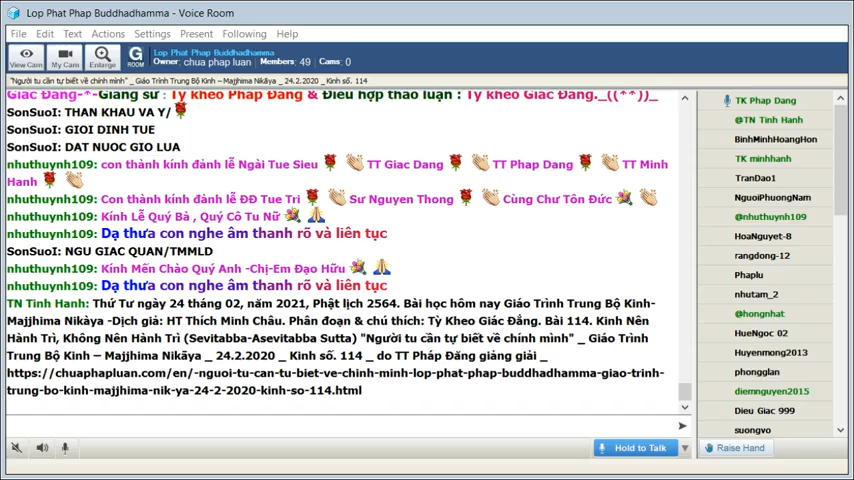 Lop Phat Phap Buddhadhamma - Voice Room
File Edit Text Actions Settings Present Following Help
View Cam My Cam Enlarge G ROOM
Lop Phat Phap Buddhadhamma
Owner: chua phap luan Members: 49 Cams: 0
"Người tu cần tự biết về chính mình" _ Giáo Trình Trung Bộ Kinh – Majjhima Nikāya _ 24.2.2020 _ Kinh số. 114
Giác Đẳng-*-Giảng sư : Tỳ kheo Pháp Đăng & Điều hợp thảo luận : Tỳ kheo Giác Đẳng._((**))_
SonSuoI: THAN KHAU VA Y/
SonSuoI: GIOI DINH TUE
SonSuoI: DAT NUOC GIO LUA
nhuthuynh109: con thành kính đảnh lễ Ngài Tue Sieu TT Giac Dang TT Phap Dang TT Minh
Hanh
nhuthuynh109: Con thành kính đảnh lễ ĐĐ Tue Tri Sư Nguyen Thong Cùng Chư Tôn Đức
nhuthuynh109: Kính Lễ Quý Bà , Quý Cô Tu Nữ
nhuthuynh109: Dạ thưa con nghe âm thanh rõ và liên tục
SonSuoI: NGU GIAC QUAN/TMMLD
nhuthuynh109: Kính Mến Chào Quý Anh -Chị-Em Đạo Hữu
nhuthuynh109: Dạ thưa con nghe âm thanh rõ và liên tục
TN Tinh Hanh: Thứ Tư ngày 24 tháng 02, năm 2021, Phật lịch 2564. Bài học hôm nay Giáo Trình Trung Bộ Kinh-
Majjhima Nikàya -Dịch giả: HT Thích Minh Châu. Phân đoạn & chú thích: Tỳ Kheo Giác Đẳng. Bài 114. Kinh Nên
Hành Trì, Không Nên Hành Trì (Sevitabba-Asevitabba Sutta) "Người tu cần tự biết về chính mình" _ Giáo Trình
Trung Bộ Kinh – Majjhima Nikāya _ 24.2.2020 _ Kinh số. 114 _ do TT Pháp Đăng giảng giải _
https://chuaphapluan.com/en/-nguoi-tu-can-tu-biet-ve-chinh-minh-lop-phat-phap-buddhadhamma-giao-trinh-
trung-bo-kinh-majjhima-nik-ya-24-2-2020-kinh-so-114.html
Hold to Talk
Raise Hand
TK Phap Dang
@TN Tinh Hanh
BinhMinhHoangHon
TK minhhanh
TranDao1
NguoiPhuongNam
@nhuthuynh109
HoaNguyet-8
rangdong-12
Phaplu
nhutam_2
@hongnhat
HueNgoc 02
Huyenmong2013
phongglan
diemnguyen2015
Dieu Giac 999
suongvo